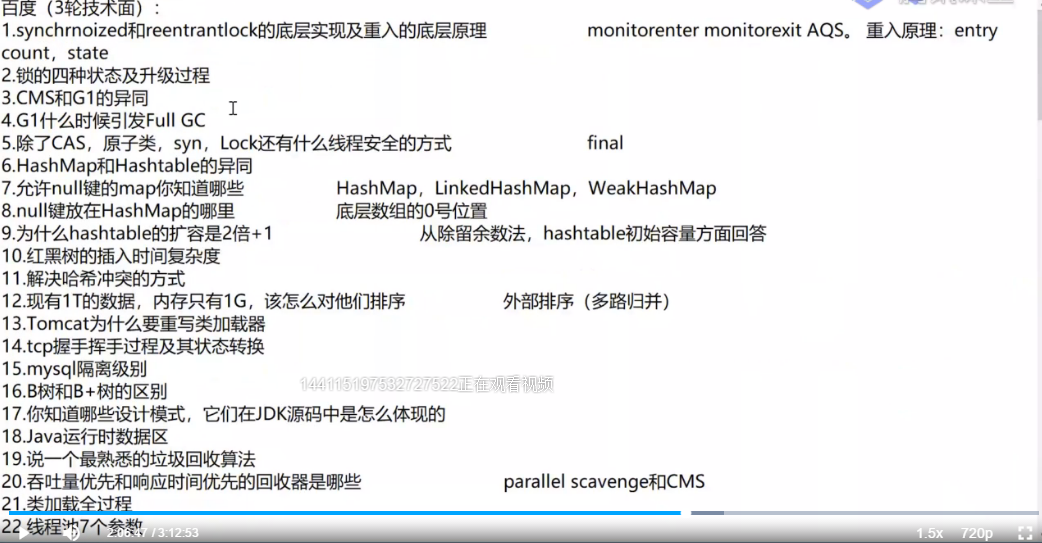 百度（3轮技术面）：
1.synchrnoized和reentrantlock的底层实现及重入的底层原理 monitorenter monitorexit AQS。 重入原理：entry
count，state
2.锁的四种状态及升级过程
3.CMS和G1的异同
4.G1什么时候引发Full GC
5.除了CAS，原子类，syn，Lock还有什么线程安全的方式 final
6.HashMap和Hashtable的异同
7.允许null键的map你知道哪些 HashMap，LinkedHashMap，WeakHashMap
8.null键放在HashMap的哪里 底层数组的0号位置
9.为什么hashtable的扩容是2倍+1 从除留余数法，hashtable初始容量方面回答
10.红黑树的插入时间复杂度
11.解决哈希冲突的方式
12.现有1T的数据，内存只有1G，该怎么对他们排序 外部排序（多路归并）
13.Tomcat为什么要重写类加载器
14.tcp握手挥手过程及其状态转换
15.mysql隔离级别
144115197532727522正在观看视频
16.B树和B+树的区别
17.你知道哪些设计模式，它们在JDK源码中是怎么体现的
18.Java运行时数据区
19.说一个最熟悉的垃圾回收算法
20.吞吐量优先和响应时间优先的回收器是哪些 parallel scavenge和CMS
21.类加载全过程
22 线程池7个参数
2:06:47 / 3:12:53 1.5x 720p